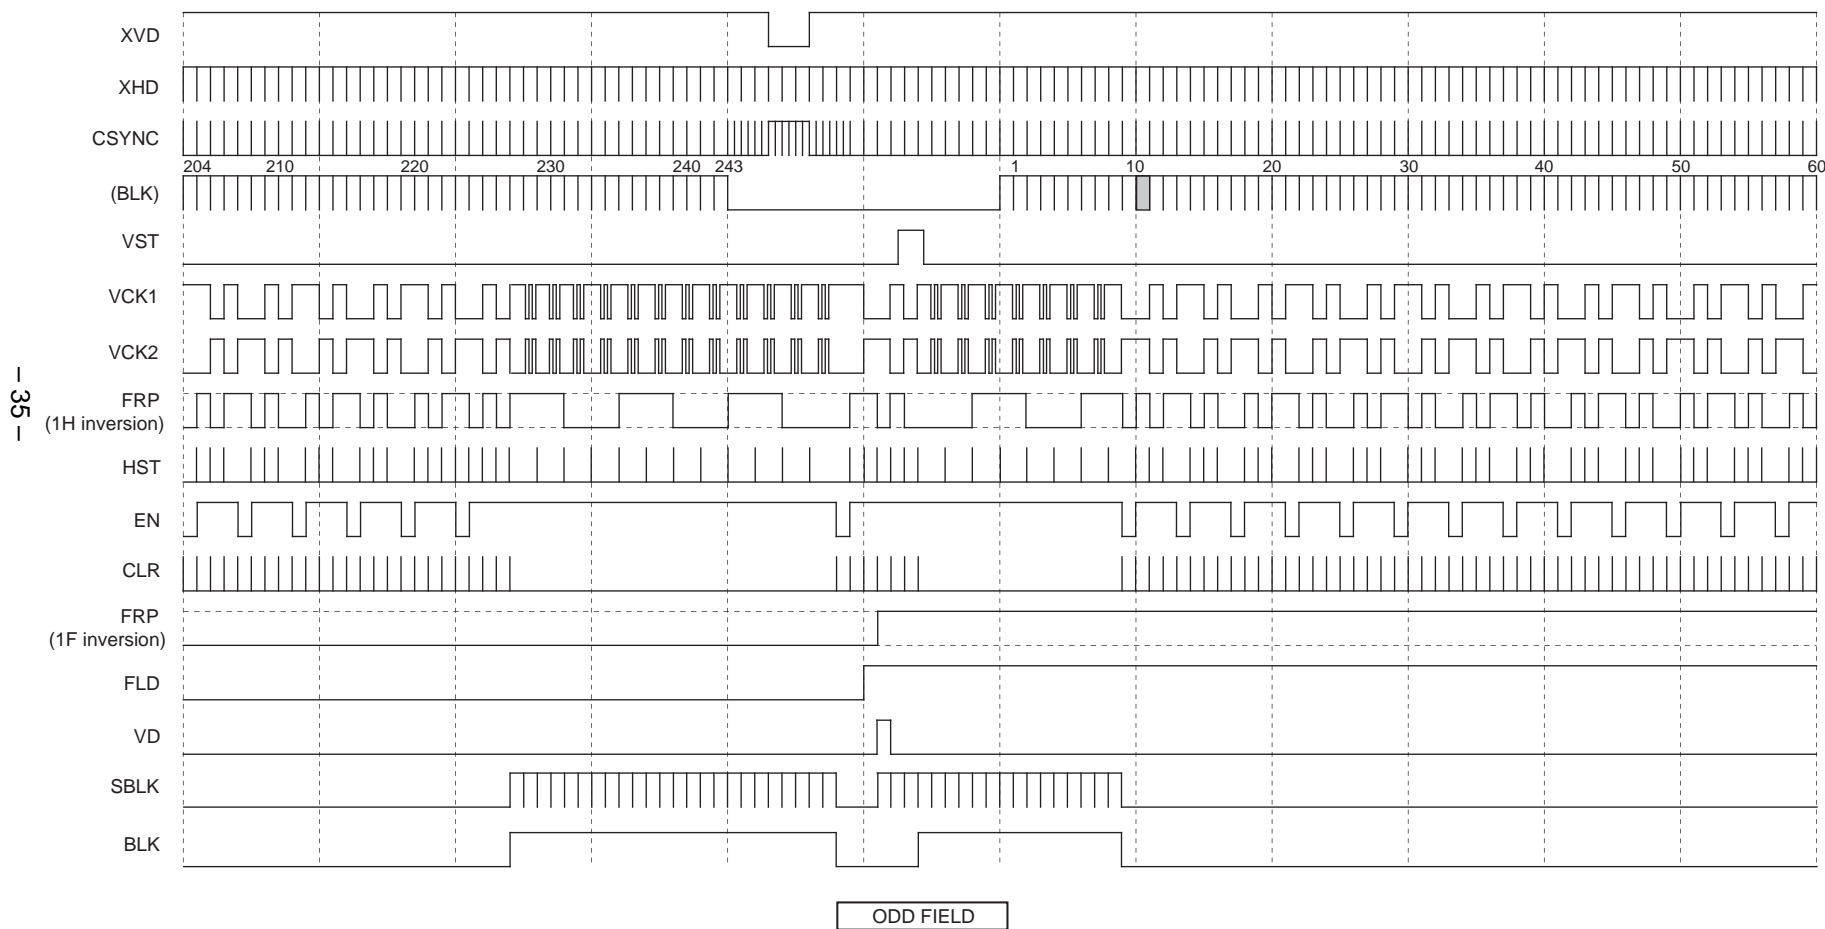 XVD
XHD
CSYNC
204 210 220 230 240 243 1 10 20 30 40 50 60
(BLK)
VST
VCK1
VCK2
FRP
(1H inversion)
HST
EN
CLR
FRP
(1F inversion)
FLD
VD
SBLK
BLK
ODD FIELD
– 35 –